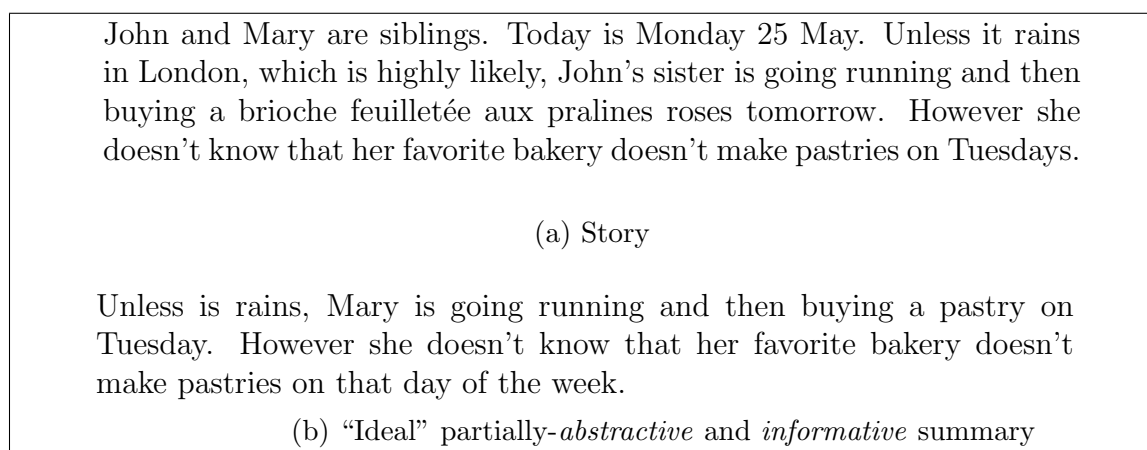 John and Mary are siblings. Today is Monday 25 May. Unless it rains
in London, which is highly likely, John's sister is going running and then
buying a brioche feuilletée aux pralines roses tomorrow. However she
doesn't know that her favorite bakery doesn't make pastries on Tuesdays.
(a) Story
Unless is rains, Mary is going running and then buying a pastry on
Tuesday. However she doesn't know that her favorite bakery doesn't
make pastries on that day of the week.
(b) “Ideal” partially-abstractive and informative summary